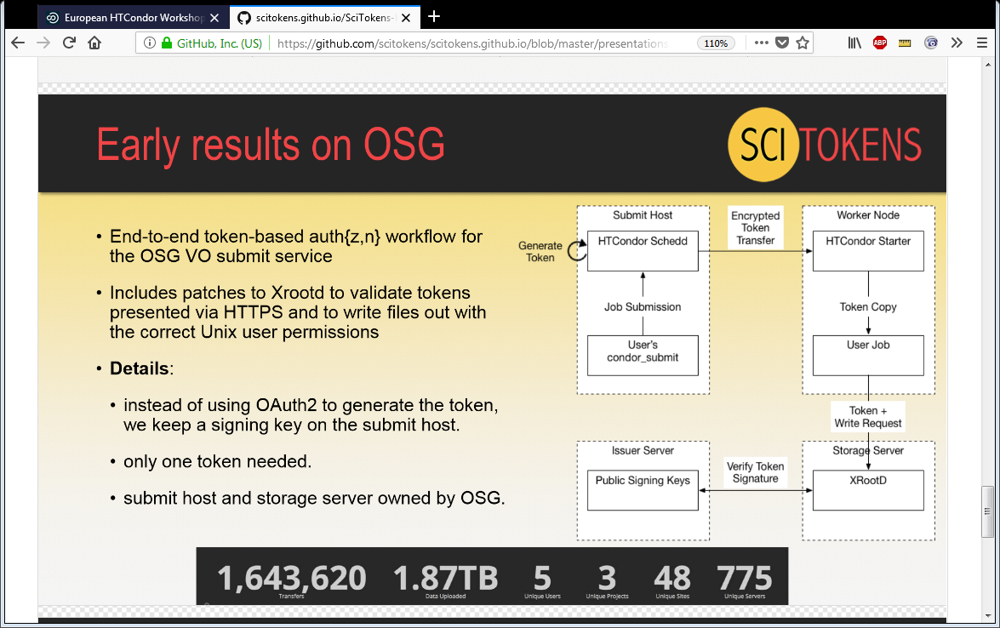 European HTCondor Workshop
scitokens.github.io/SciTokens-
GitHub, Inc. (US)
https://github.com/scitokens/scitokens.github.io/blob/master/presentations
110%
ABP
Early results on OSG
SCITOKENS
• End-to-end token-based auth{z,n} workflow for
the OSG VO submit service
• Includes patches to Xrootd to validate tokens
presented via HTTPS and to write files out with
the correct Unix user permissions
• Details:
• instead of using OAuth2 to generate the token,
we keep a signing key on the submit host.
• only one token needed.
• submit host and storage server owned by OSG.
Submit Host
HTCondor Schedd
Generate
Token
Job Submission
User's
condor_submit
Encrypted
Token
Transfer
Worker Node
HTCondor Starter
Token Copy
User Job
Token +
Write Request
Issuer Server
Public Signing Keys
Verify Token
Signature
Storage Server
XRootD
1,643,620 1.87TB 5 3 48 775
Transfers Data Uploaded Unique Users Unique Projects Unique Sites Unique Servers